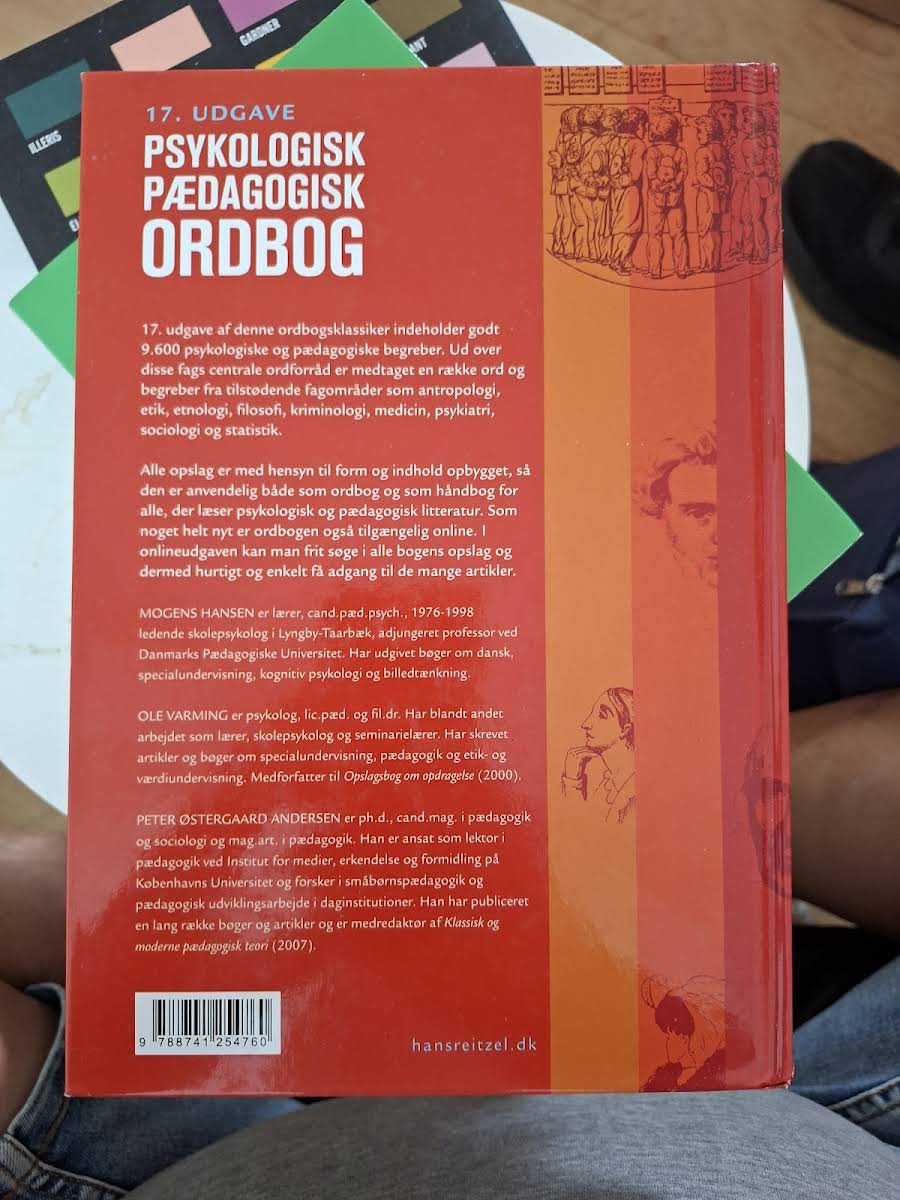 GARDNER
ILLERIS
17. UDGAVE
PSYKOLOGISK
PÆDAGOGISK
ORDBOG
17. udgave af denne ordbogsklassiker indeholder godt
9.600 psykologiske og pædagogiske begreber. Ud over
disse fags centrale ordforråd er medtaget en række ord og
begreber fra tilstødende fagområder som antropologi,
etik, etnologi, filosofi, kriminologi, medicin, psykiatri,
sociologi og statistik.
Alle opslag er med hensyn til form og indhold opbygget, så
den er anvendelig både som ordbog og som håndbog for
alle, der læser psykologisk og pædagogisk litteratur. Som
noget helt nyt er ordbogen også tilgængelig online. I
onlineudgaven kan man frit søge i alle bogens opslag og
dermed hurtigt og enkelt få adgang til de mange artikler.
MOGENS HANSEN er lærer, cand.pæd.psych., 1976-1998
ledende skolepsykolog i Lyngby-Taarbæk, adjungeret professor ved
Danmarks Pædagogiske Universitet. Har udgivet bøger om dansk,
specialundervisning, kognitiv psykologi og billedtænkning.
OLE VARMING er psykolog, lic.pæd. og fil.dr. Har blandt andet
arbejdet som lærer, skolepsykolog og seminarielærer. Har skrevet
artikler og bøger om specialundervisning, pædagogik og etik- og
værdiundervisning. Medforfatter til Opslagsbog om opdragelse (2000).
PETER ØSTERGAARD ANDERSEN er ph.d., cand.mag. i pædagogik
og sociologi og mag.art. i pædagogik. Han er ansat som lektor i
pædagogik ved Institut for medier, erkendelse og formidling på
Københavns Universitet og forsker i småbørnspædagogik og
pædagogisk udviklingsarbejde i daginstitutioner. Han har publiceret
en lang række bøger og artikler og er medredaktør af Klassisk og
moderne pædagogisk teori (2007).
9 788741 254760
hansreitzel.dk